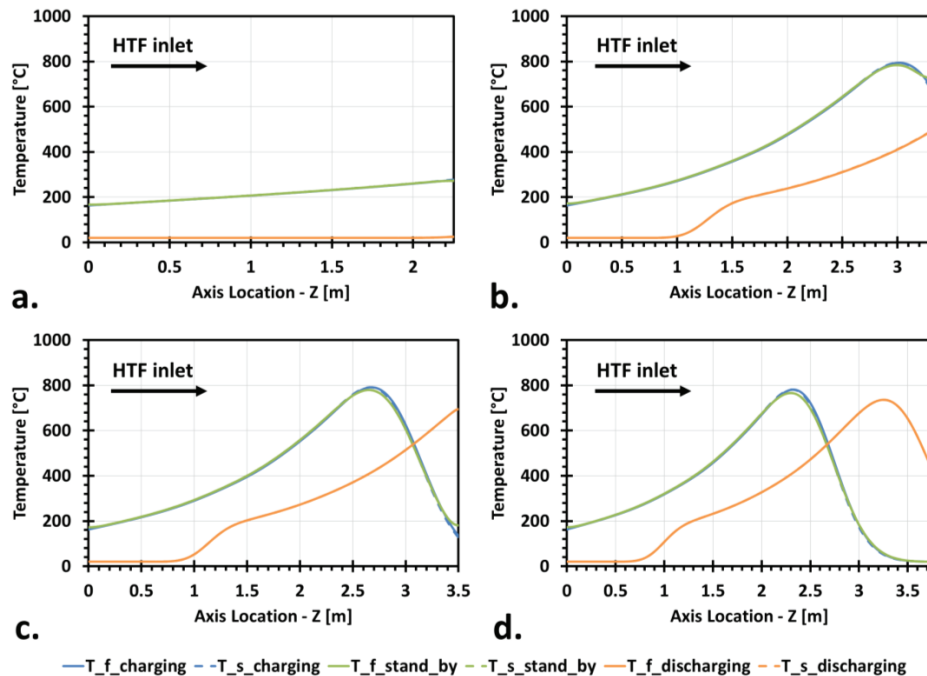 1000
800
600
400
200
0
Temperature [°C]
HTF inlet
0 0.5 1 1.5 2
Axis Location - Z [m]
a.
1000
800
600
400
200
0
Temperature [°C]
HTF inlet
0 0.5 1 1.5 2 2.5 3
Axis Location - Z [m]
b.
1000
800
600
400
200
0
Temperature [°C]
HTF inlet
0 0.5 1 1.5 2 2.5 3 3.5
Axis Location - Z [m]
c.
1000
800
600
400
200
0
Temperature [°C]
HTF inlet
0 0.5 1 1.5 2 2.5 3 3.5
Axis Location - Z [m]
d.
T_f_charging T_s_charging T_f_stand_by T_s_stand_by T_f_discharging T_s_discharging